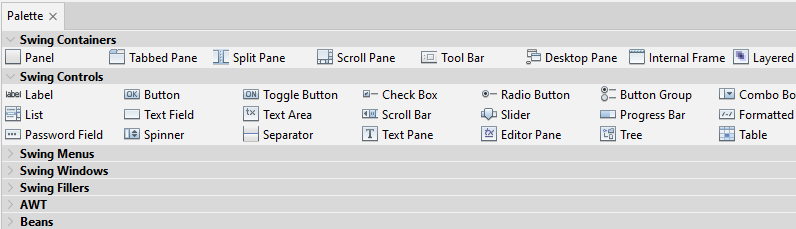 Palette
Swing Containers
Panel Tabbed Pane Split Pane Scroll Pane Tool Bar Desktop Pane Internal Frame Layered
Swing Controls
label Label OK Button ON Toggle Button Check Box Radio Button Button Group Combo Bo
List Text Field tx Text Area Scroll Bar Slider Progress Bar Formatted
Password Field Spinner Separator T Text Pane tx Editor Pane Tree Table
Swing Menus
Swing Windows
Swing Fillers
AWT
Beans